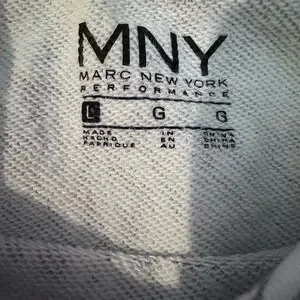 MNY
MARC NEW YORK
PERFORMANCE
L G G
MADE IN CHINA
HECHO EN CHINA
FABRIQUÉ AU CHINE